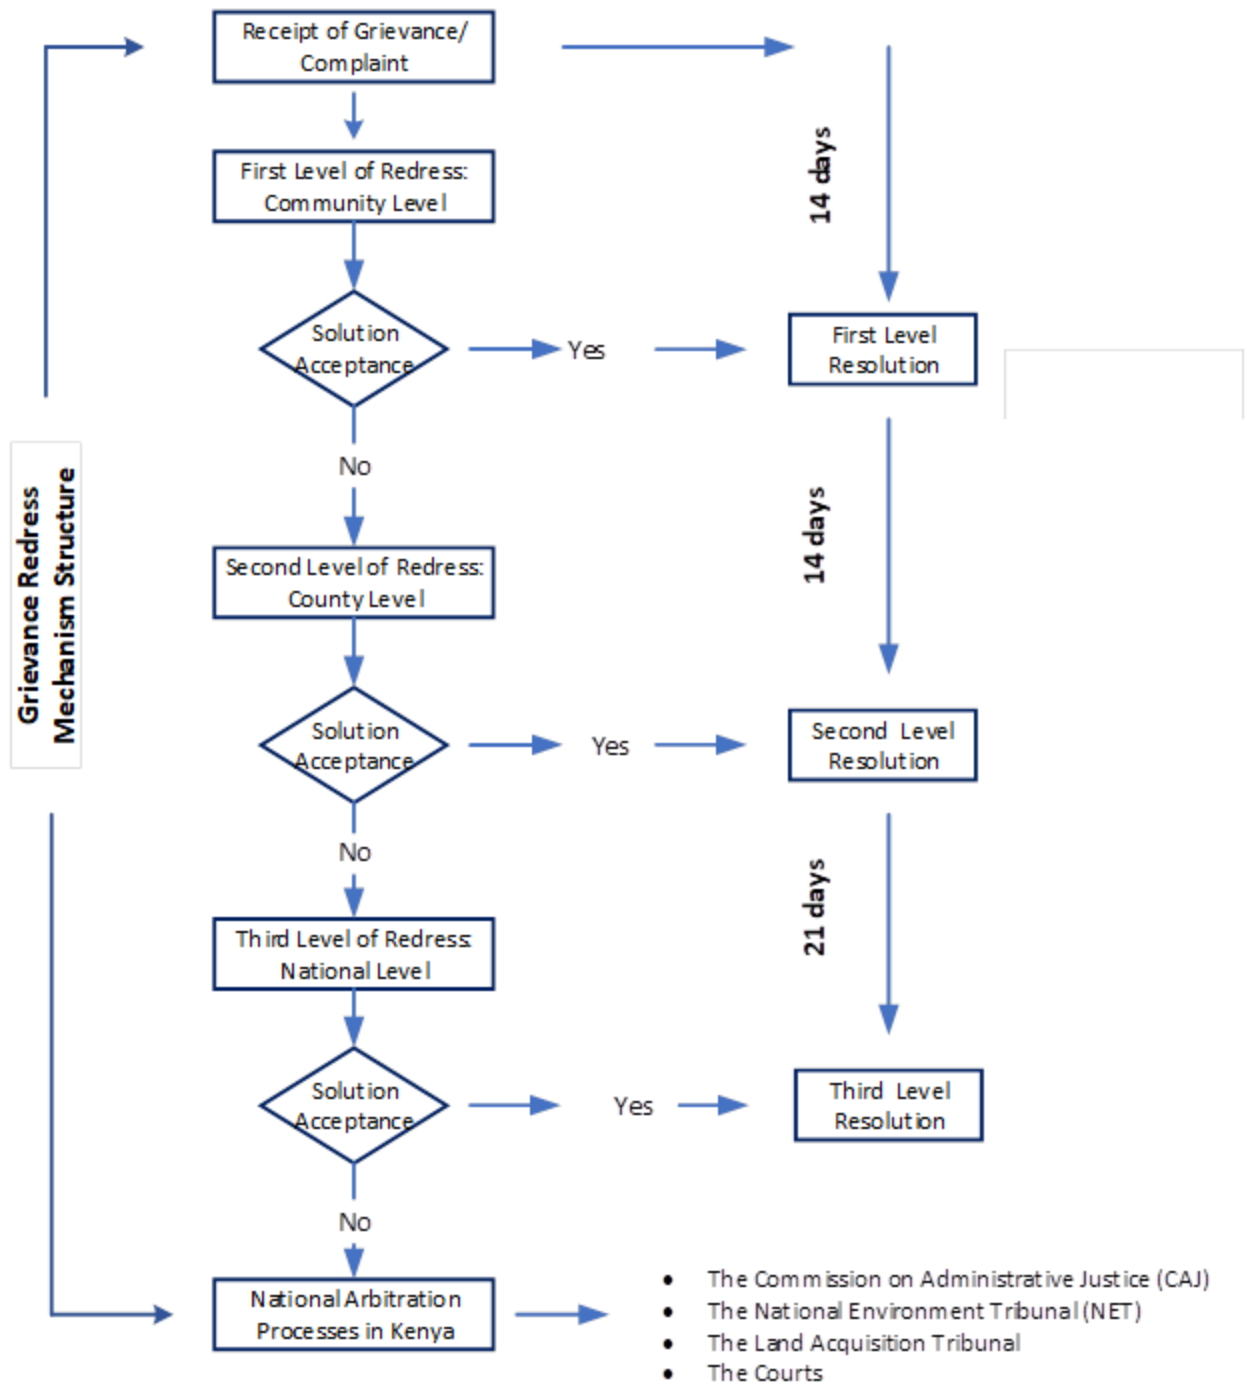 Receipt of Grievance/
Complaint
First Level of Redress:
Community Level
14 days
Solution
Acceptance
Yes
First Level
Resolution
No
Grievance Redress
Mechanism Structure
14 days
Second Level of Redress:
County Level
Solution
Acceptance
Yes
Second Level
Resolution
No
21 days
Third Level of Redress:
National Level
Solution
Acceptance
Yes
Third Level
Resolution
No
National Arbitration
Processes in Kenya
• The Commission on Administrative Justice (CAJ)
• The National Environment Tribunal (NET)
• The Land Acquisition Tribunal
• The Courts